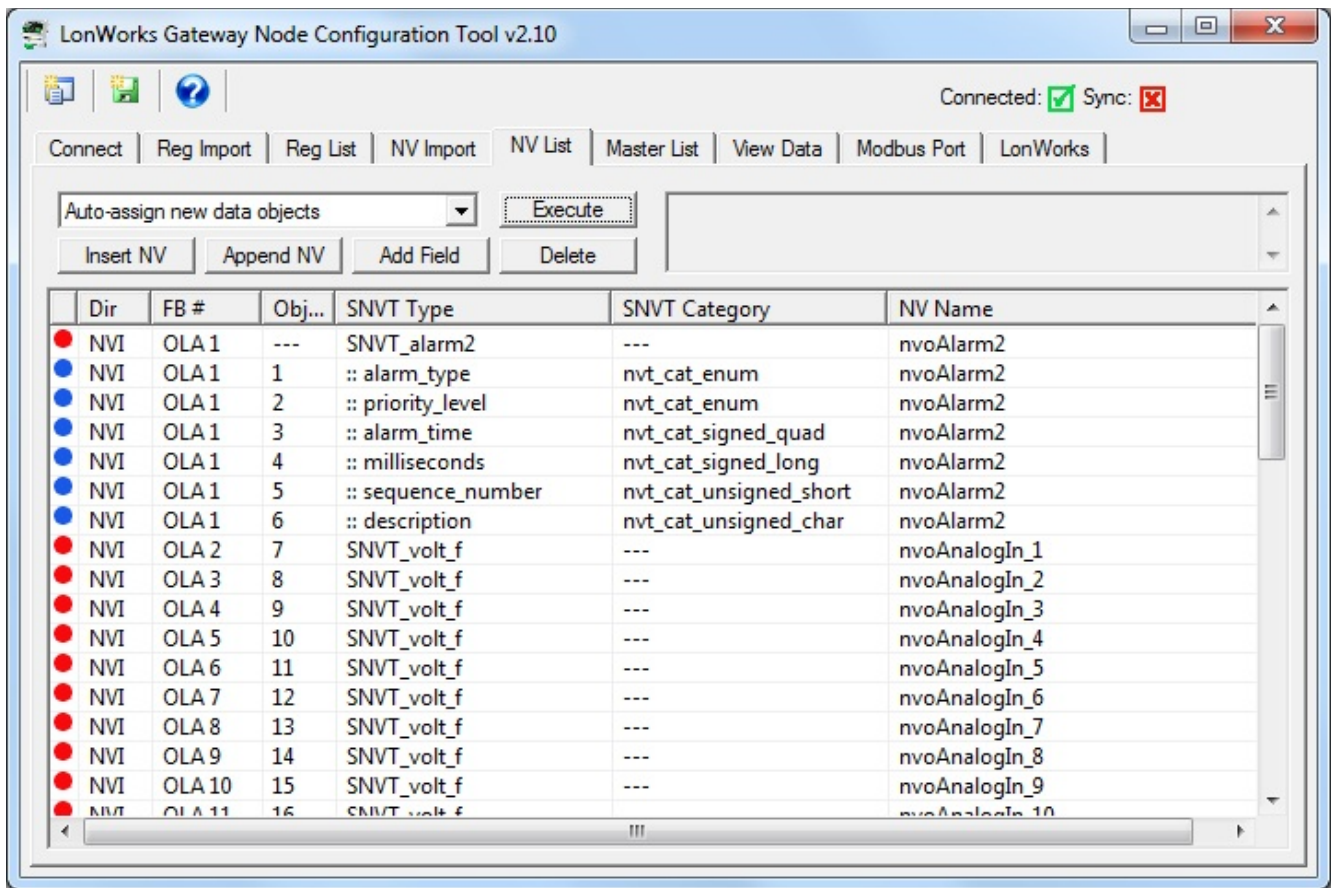 LonWorks Gateway Node Configuration Tool v2.10
Connected: Sync:
Connect Reg Import Reg List NV Import NV List Master List View Data Modbus Port LonWorks
Auto-assign new data objects Execute
Insert NV Append NV Add Field Delete
Dir FB # Obj... SNVT Type SNVT Category NV Name
NVI OLA 1 --- SNVT_alarm2 --- nvoAlarm2
NVI OLA 1 1 :: alarm_type nvt_cat_enum nvoAlarm2
NVI OLA 1 2 :: priority_level nvt_cat_enum nvoAlarm2
NVI OLA 1 3 :: alarm_time nvt_cat_signed_quad nvoAlarm2
NVI OLA 1 4 :: milliseconds nvt_cat_signed_long nvoAlarm2
NVI OLA 1 5 :: sequence_number nvt_cat_unsigned_short nvoAlarm2
NVI OLA 1 6 :: description nvt_cat_unsigned_char nvoAlarm2
NVI OLA 2 7 SNVT_volt_f --- nvoAnalogIn_1
NVI OLA 3 8 SNVT_volt_f --- nvoAnalogIn_2
NVI OLA 4 9 SNVT_volt_f --- nvoAnalogIn_3
NVI OLA 5 10 SNVT_volt_f --- nvoAnalogIn_4
NVI OLA 6 11 SNVT_volt_f --- nvoAnalogIn_5
NVI OLA 7 12 SNVT_volt_f --- nvoAnalogIn_6
NVI OLA 8 13 SNVT_volt_f --- nvoAnalogIn_7
NVI OLA 9 14 SNVT_volt_f --- nvoAnalogIn_8
NVI OLA 10 15 SNVT_volt_f --- nvoAnalogIn_9
NVI OLA 11 16 SNVT_volt_f nvoAnalogIn_10